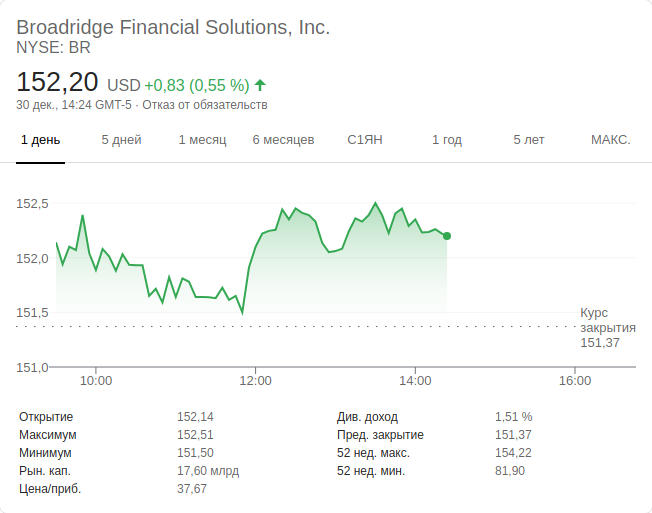 Broadridge Financial Solutions, Inc.
NYSE: BR
152,20 USD +0,83 (0,55 %)
30 дек., 14:24 GMT-5 · Отказ от обязательств
1 день 5 дней 1 месяц 6 месяцев С1ЯН 1 год 5 лет МАКС.
152,5
152,0
151,5
Курс
закрытия
151,37
151,0
10:00 12:00 14:00 16:00
Открытие 152,14 Див. доход 1,51 %
Максимум 152,51 Пред. закрытие 151,37
Минимум 151,50 52 нед. макс. 154,22
Рын. кап. 17,60 млрд 52 нед. мин. 81,90
Цена/приб. 37,67